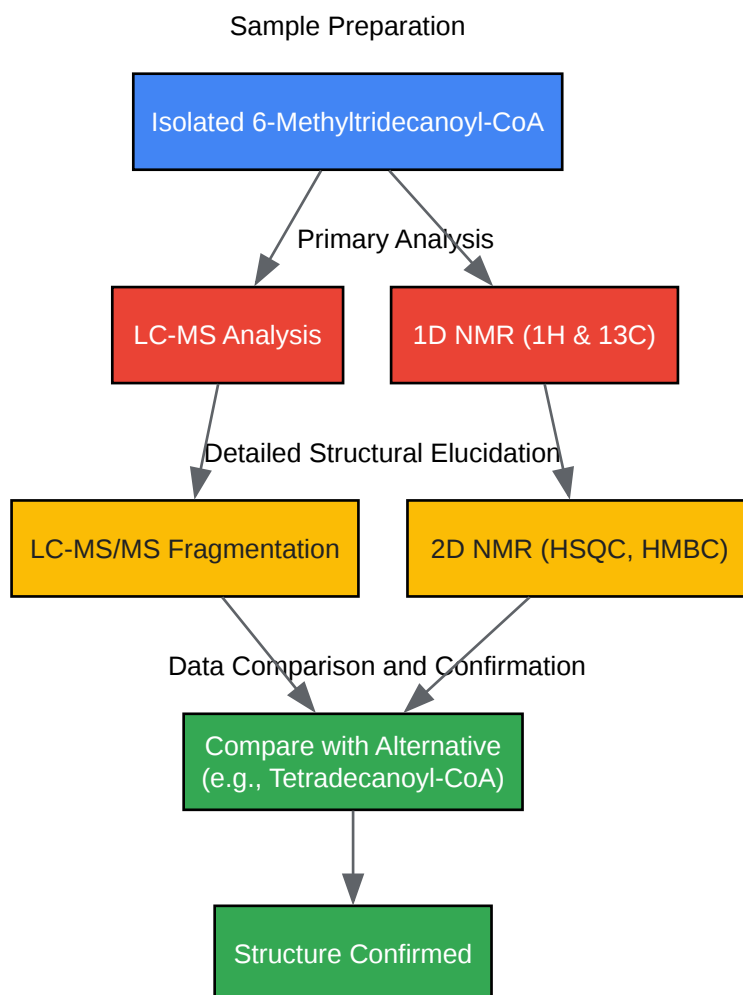 Sample Preparation
Isolated 6-Methyltridecanoyl-CoA
Primary Analysis
LC-MS Analysis
1D NMR (1H & 13C)
Detailed Structural Elucidation
LC-MS/MS Fragmentation
2D NMR (HSQC, HMBC)
Data Comparison and Confirmation
Compare with Alternative
(e.g., Tetradecanoyl-CoA)
Structure Confirmed